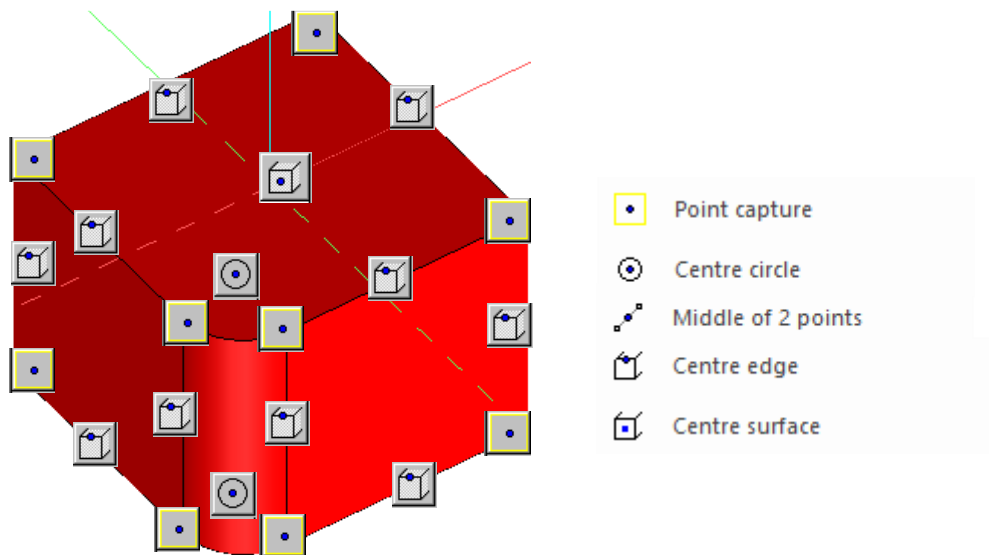 Point capture
Centre circle
Middle of 2 points
Centre edge
Centre surface